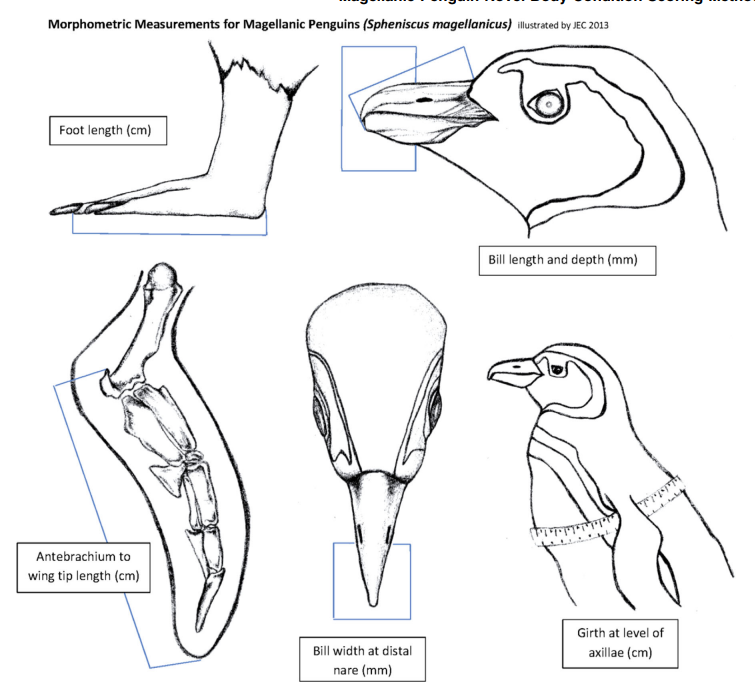 Magellanic Penguin Novel Body Condition Scoring
Morphometric Measurements for Magellanic Penguins (Spheniscus magellanicus) illustrated by JEC 2013
Foot length (cm)
Bill length and depth (mm)
Antebrachium to
wing tip length (cm)
Bill width at distal
nare (mm)
Girth at level of
axillae (cm)